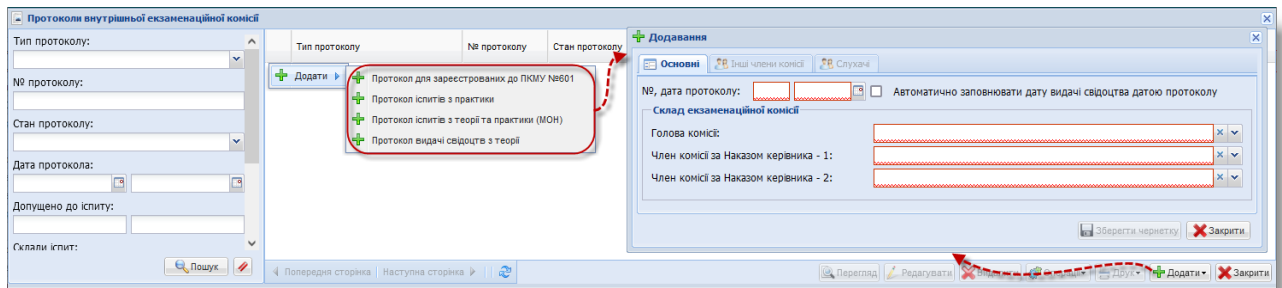 Протоколи внутрішньої екзаменаційної комісії
Тип протоколу:
№ протоколу:
Стан протоколу:
Дата протокола:
Допущено до іспиту:
Склали іспит:
Пошук
Тип протоколу № протоколу Стан протоколу
Додати
Протокол для зареєстрованих до ПКМУ №601
Протокол іспитів з практики
Протокол іспитів з теорії та практики (МОН)
Протокол видачі свідоцтв з теорії
Додавання
Основні Інші члени комісії Слухачі
№, дата протоколу: Автоматично заповнювати дату видачі свідоцтва датою протоколу
Склад екзаменаційної комісії
Голова комісії:
Член комісії за Наказом керівника - 1:
Член комісії за Наказом керівника - 2:
Зберегти чернетку Закрити
Попередня сторінка Наступна сторінка
Перегляд Редагувати Друк Додати Закрити